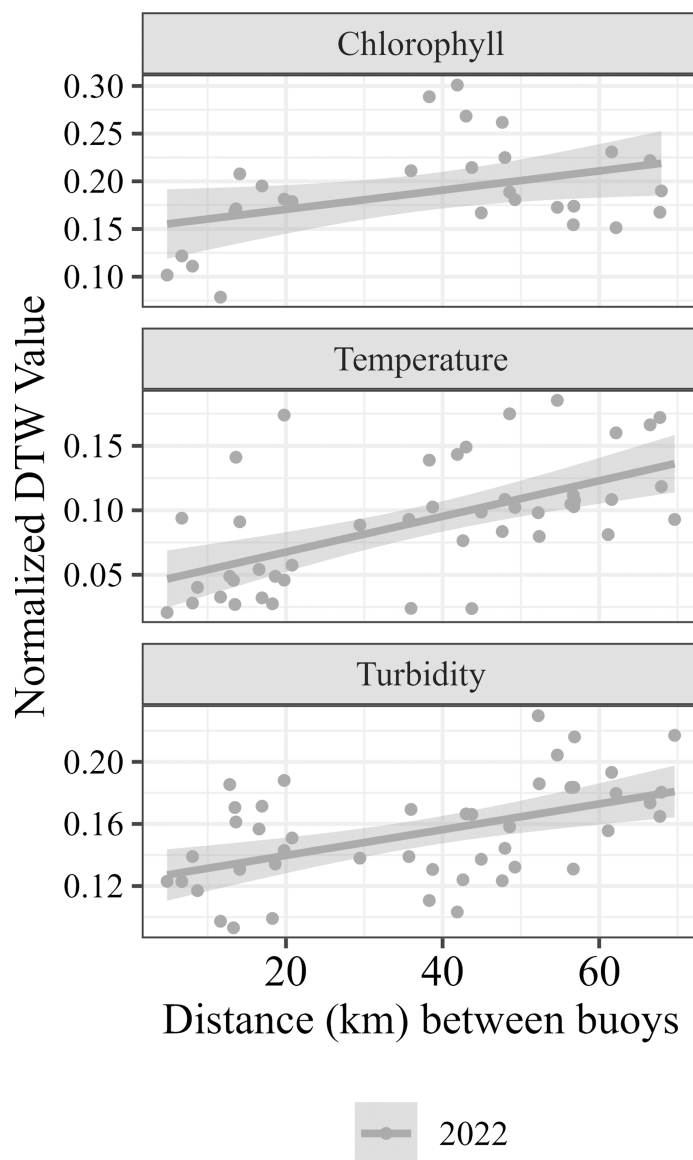 Chlorophyll
0.30
0.25
0.20
0.15
0.10
Temperature
0.15
0.10
0.05
Turbidity
0.20
0.16
0.12
20 40 60
Distance (km) between buoys
Normalized DTW Value
2022